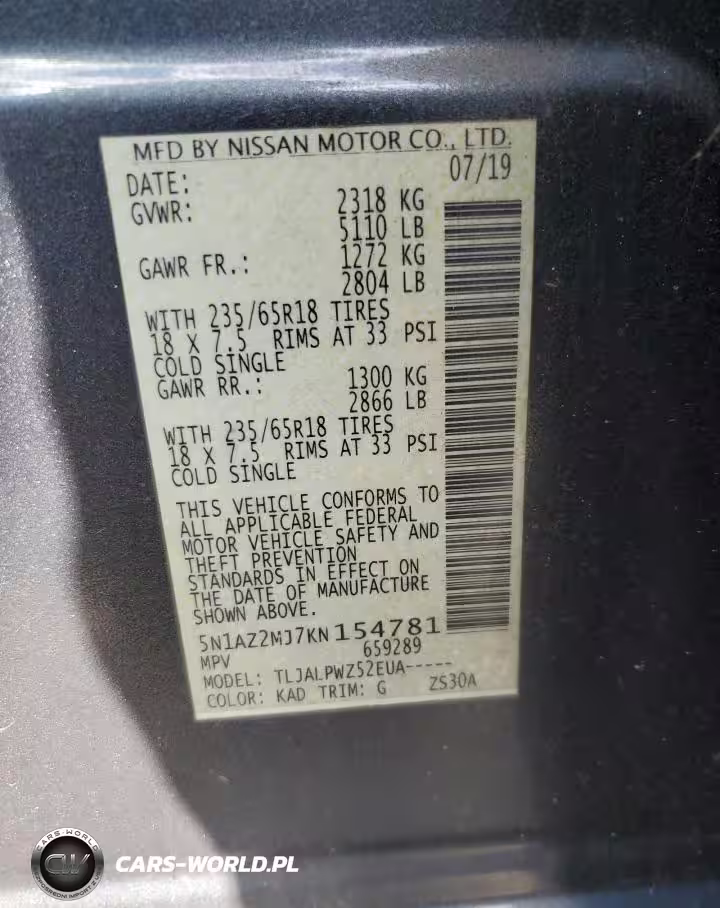 MFD BY NISSAN MOTOR CO., LTD.
DATE: 07/19
GVWR: 2318 KG
5110 LB
GAWR FR.: 1272 KG
2804 LB
WITH 235/65R18 TIRES
18 X 7.5 RIMS AT 33 PSI
COLD SINGLE
GAWR RR.: 1300 KG
2866 LB
WITH 235/65R18 TIRES
18 X 7.5 RIMS AT 33 PSI
COLD SINGLE
THIS VEHICLE CONFORMS TO
ALL APPLICABLE FEDERAL
MOTOR VEHICLE SAFETY AND
THEFT PREVENTION
STANDARDS IN EFFECT ON
THE DATE OF MANUFACTURE
SHOWN ABOVE.
5N1AZ2MJ7KN154781
MPV 659289
MODEL: TLJALPWZ52EUA-----
COLOR: KAD TRIM: G ZS30A
CARS-WORLD
CW
CARS-WORLD.PL